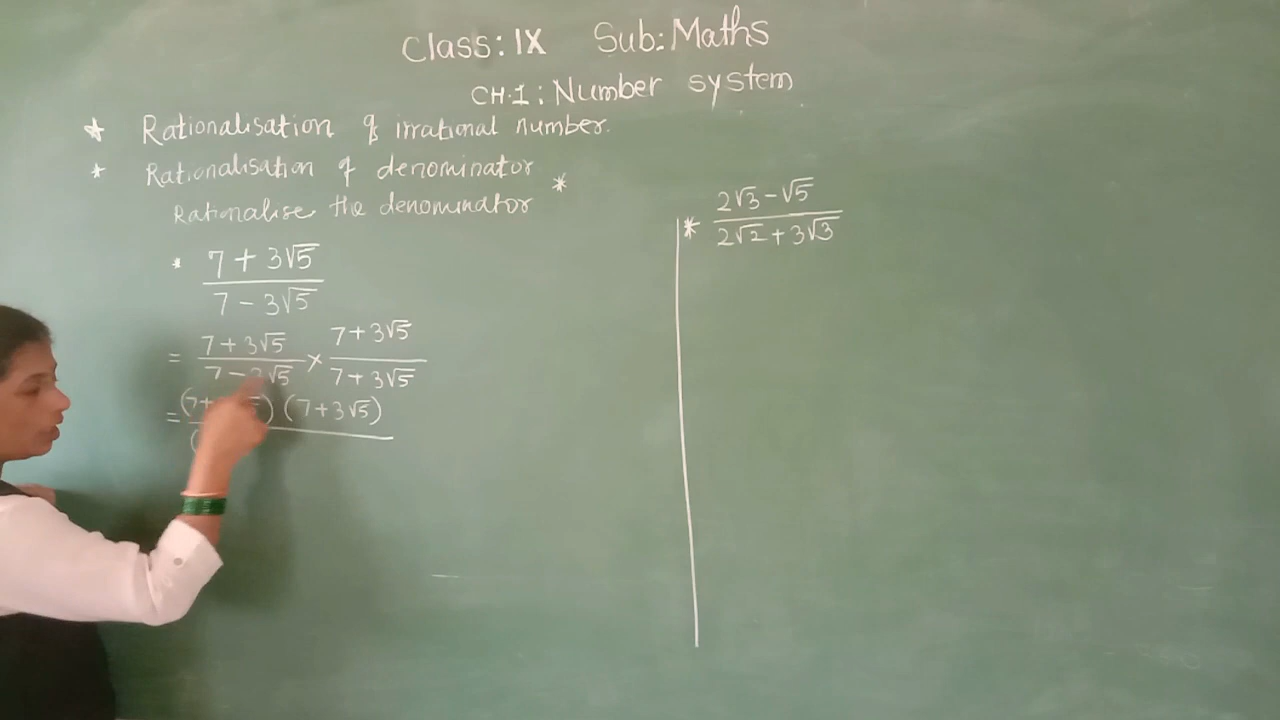 Class: IX Sub: Maths
CH.1: Number system
* Rationalisation of irrational number.
* Rationalisation of denominator
Rationalise the denominator *
* 7 + 3√5
7 - 3√5
= 7 + 3√5 × 7 + 3√5
7 - 3√5 7 + 3√5
= (7+ ) (7 + 3√5)
(
* 2√3 - √5
2√2 + 3√3